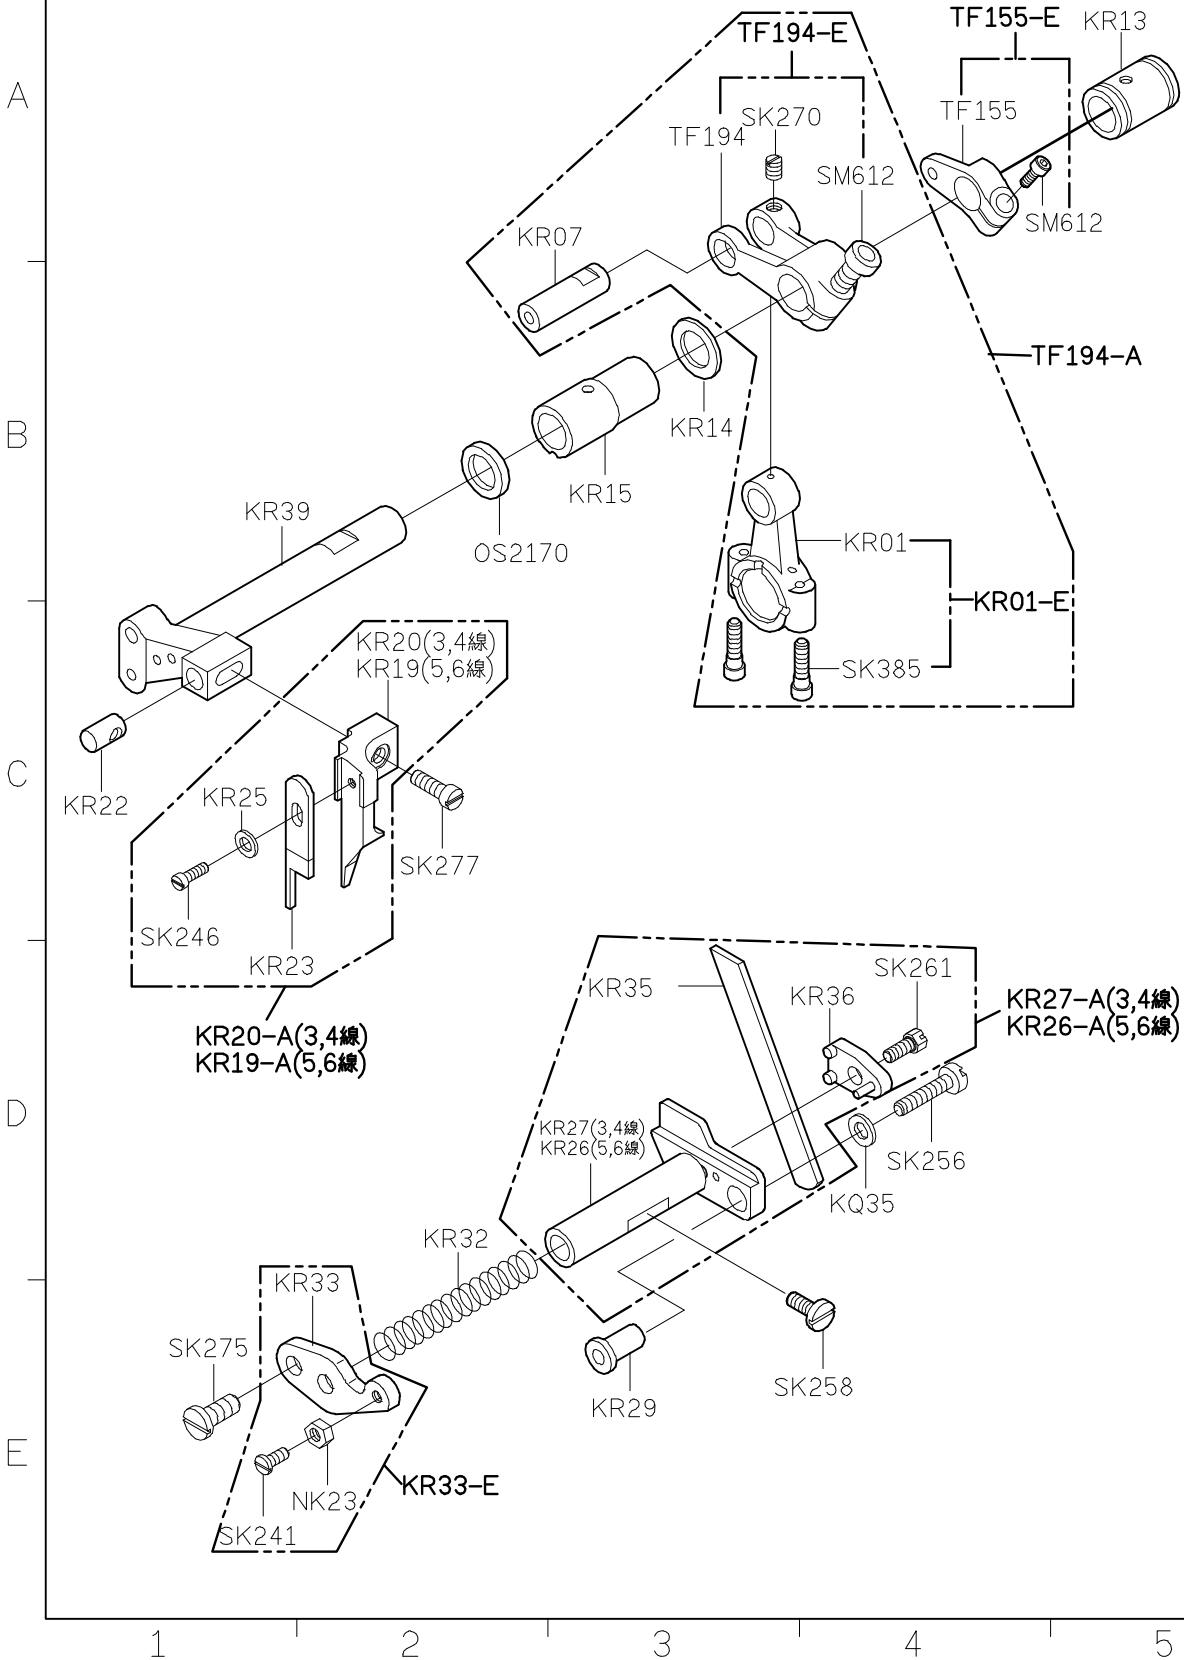 TF155-E
KR13
TF194-E
A
TF155
SK270
TF194
SM612
SM612
KR07
TF194-A
B
KR14
KR15
KR39
OS2170
KR01
KR01-E
KR20(3,4線)
KR19(5,6線)
SK385
C
KR22
KR25
SK277
SK246
KR23
SK261
KR35
KR36
KR27-A(3,4線)
KR26-A(5,6線)
KR20-A(3,4線)
KR19-A(5,6線)
D
KR27(3,4線)
KR26(5,6線)
SK256
KQ35
KR32
KR33
SK275
SK258
KR29
E
KR33-E
NK23
SK241
1
2
3
4
5